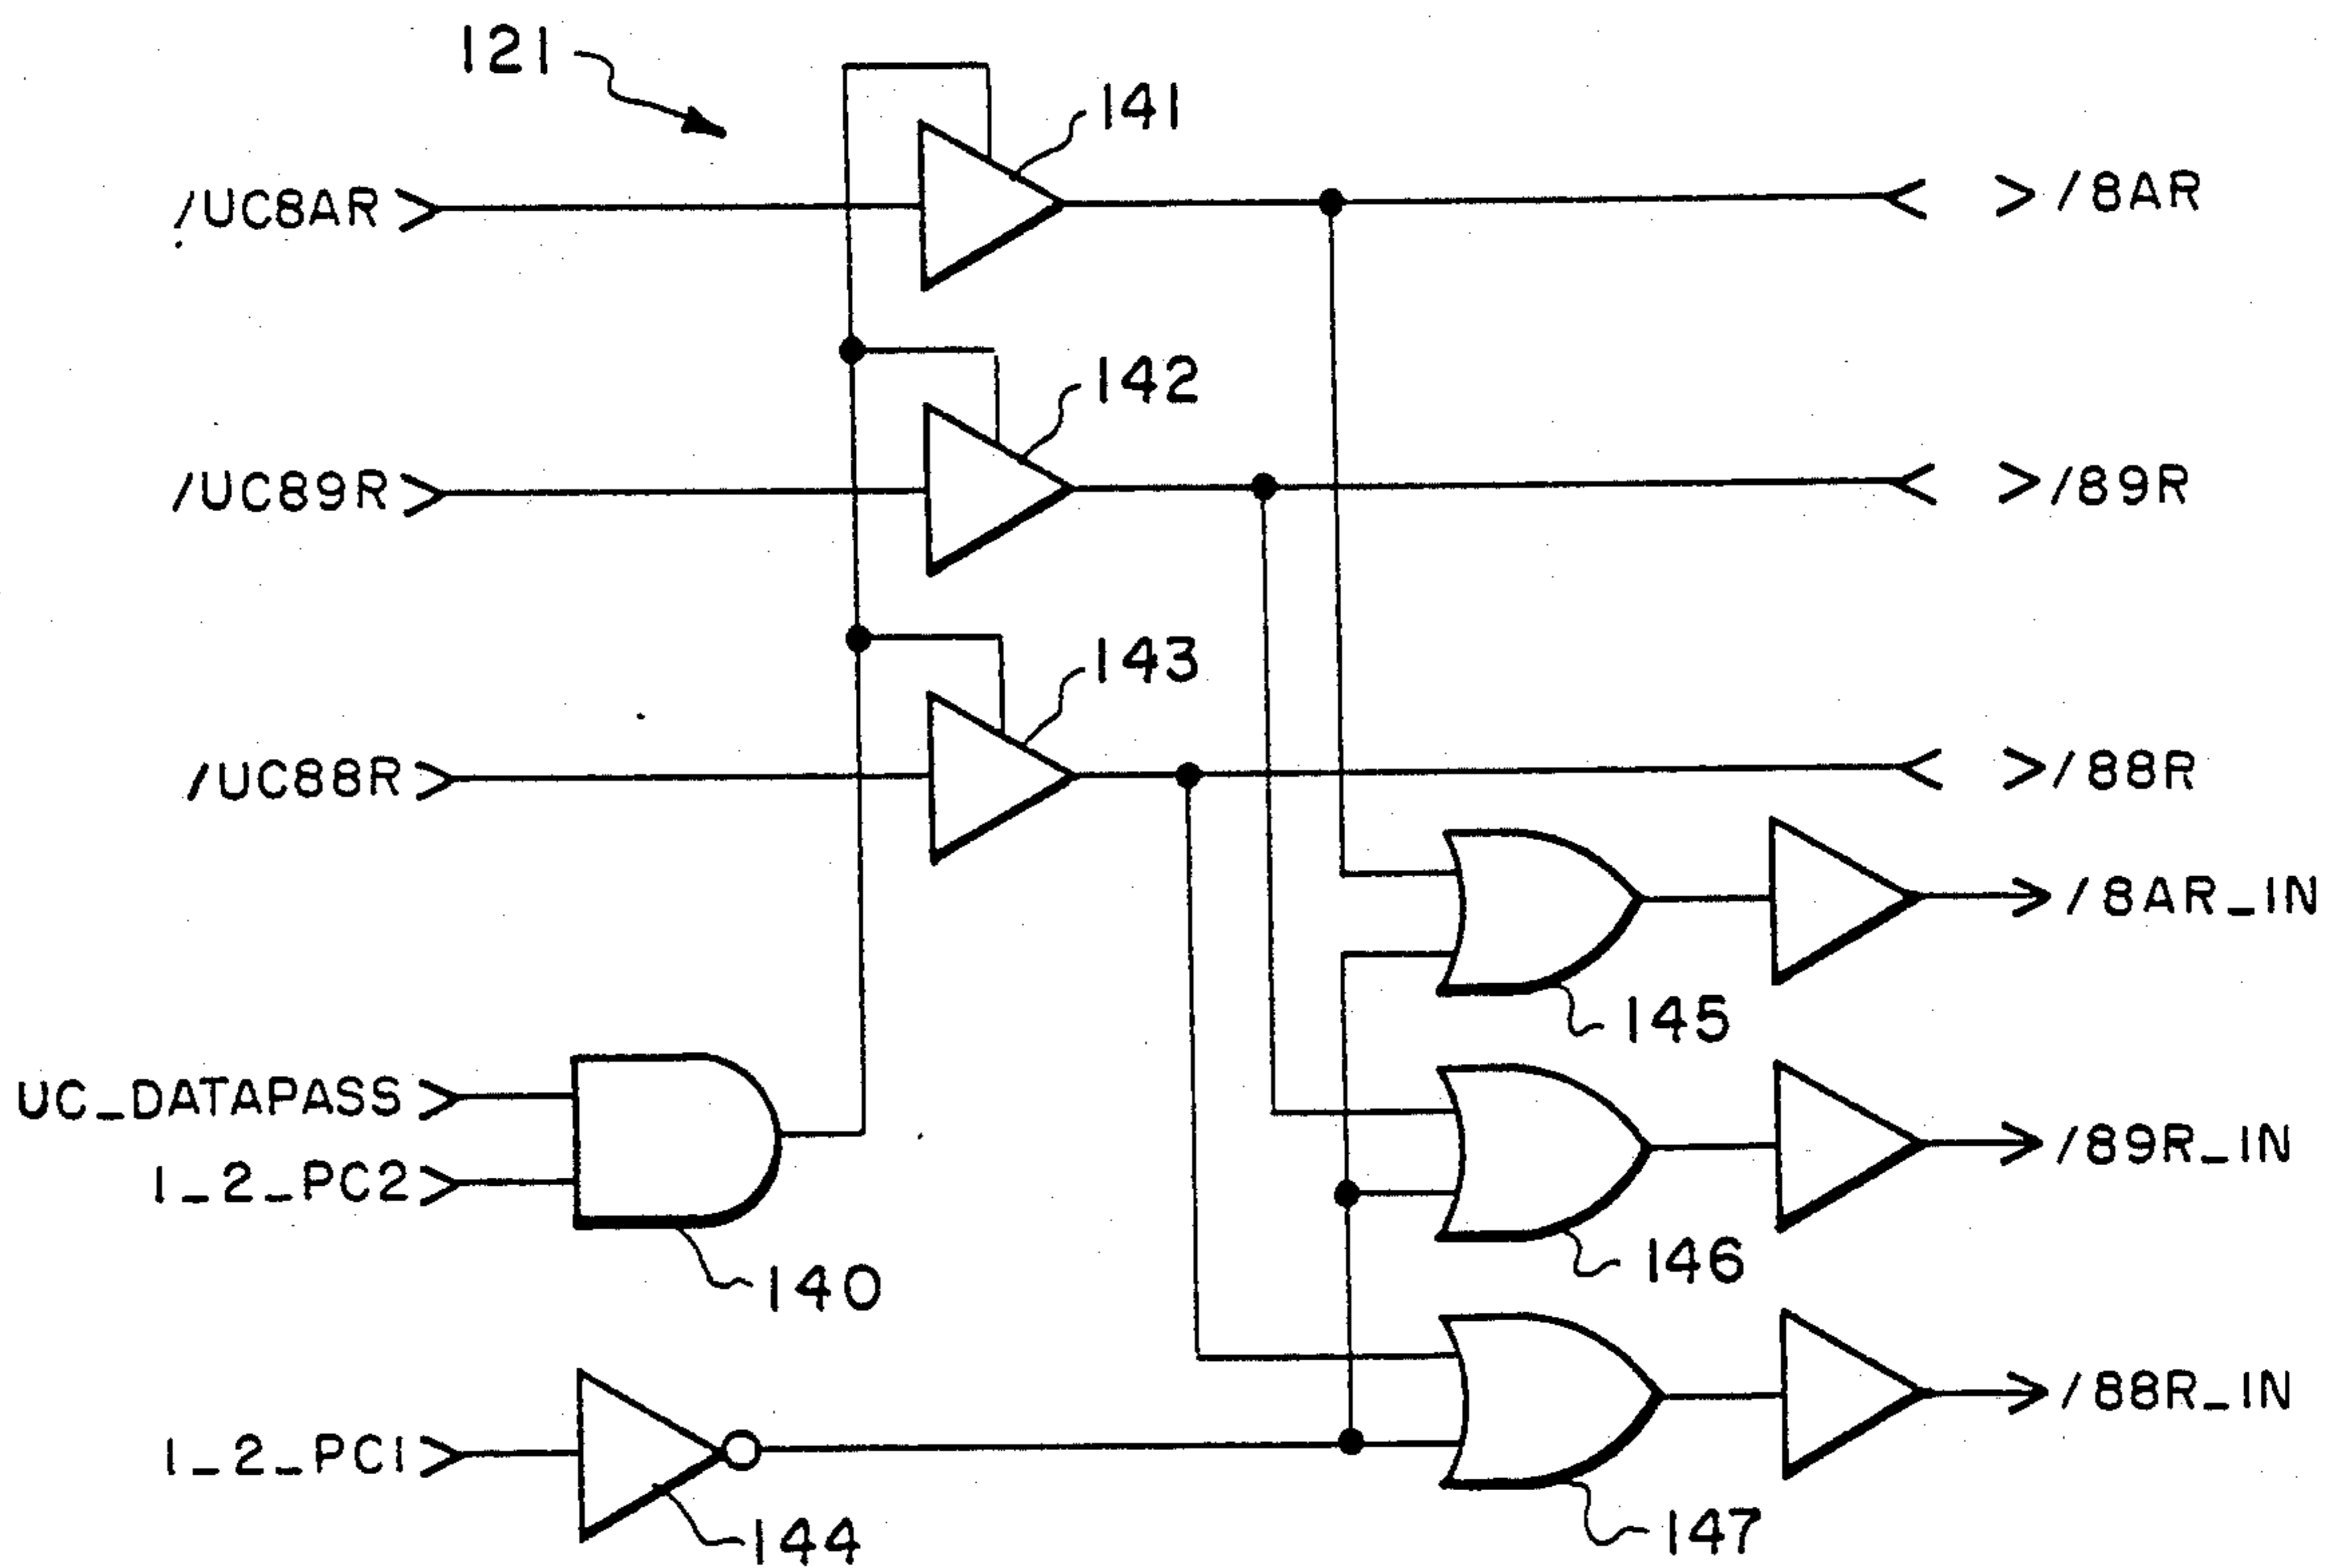 121
141
/UC8AR
/8AR
142
/UC89R
/89R
143
/UC88R
/88R
/8AR_IN
145
UC_DATAPASS
1_2_PC2
/89R_IN
140
146
1_2_PC1
/88R_IN
144
147